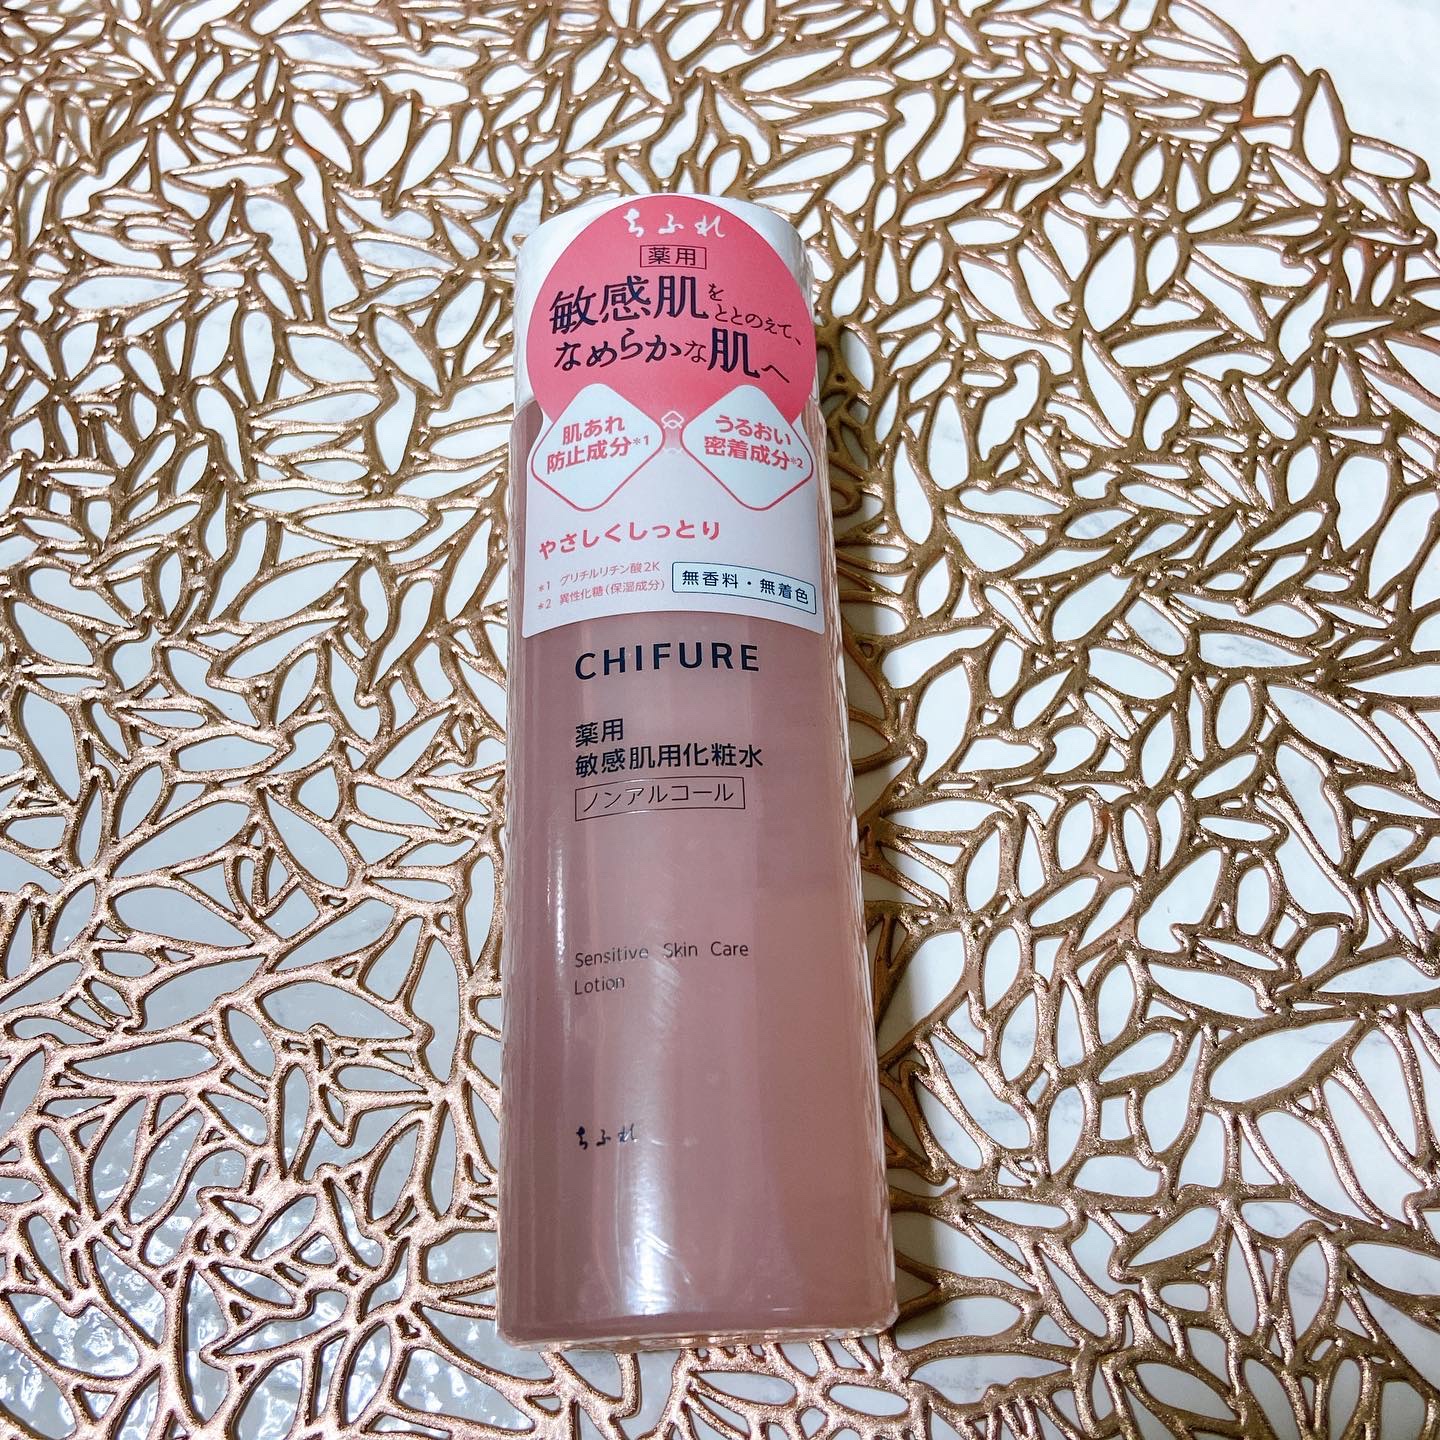 ちふれ
薬用
敏感肌をととのえて、
なめらかな肌へ
肌あれ
防止成分*1
うるおい
密着成分*2
やさしくしっとり
*1 グリチルリチン酸2K
*2 異性化糖(保湿成分)
無香料・無着色
CHIFURE
薬用
敏感肌用化粧水
ノンアルコール
Sensitive Skin Care
Lotion
ちふれ